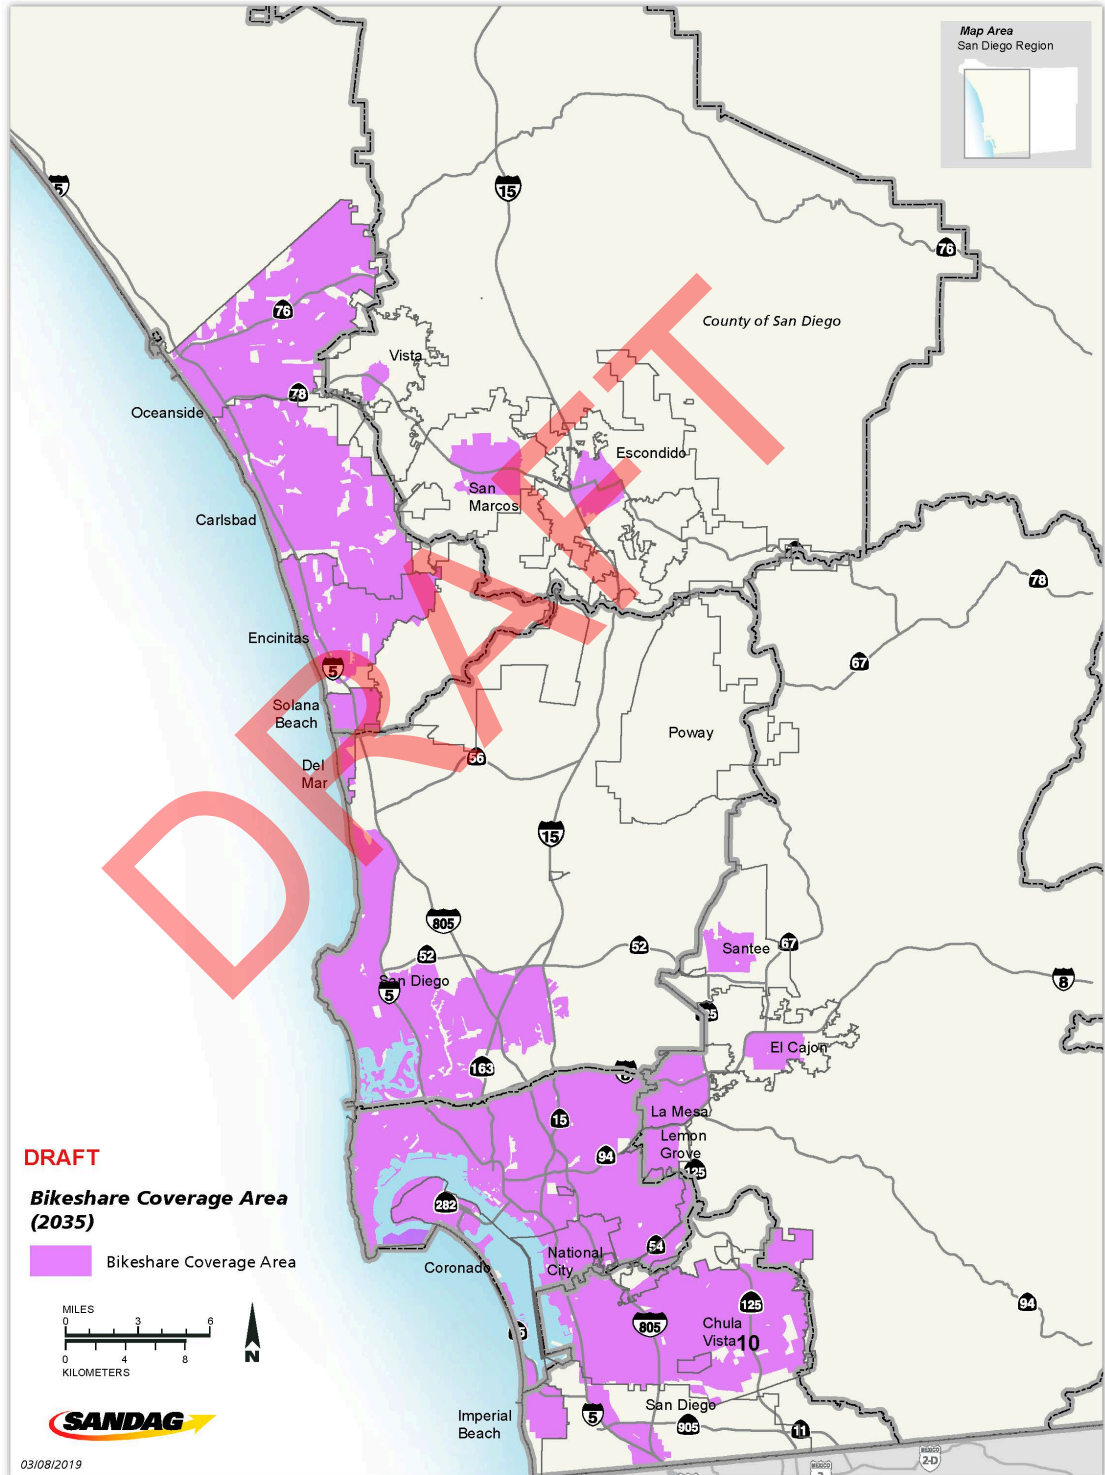 Map Area
San Diego Region
5
15
76
County of San Diego
76
Vista
78
Oceanside
Escondido
San
Marcos
Carlsbad
78
Encinitas
67
5
Solana
Beach
Poway
56
Del
Mar
15
DRAFT
805
52
52
Santee
67
San Diego
5
8
El Cajon
163
15
La Mesa
Lemon
Grove
94
125
DRAFT
Bikeshare Coverage Area
(2035)
Bikeshare Coverage Area
282
54
National
City
Coronado
MILES
0 3 6
0 4 8
KILOMETERS
N
125
94
805
Chula
Vista10
SANDAG
San Diego
Imperial
Beach
5
905
11
MEXICO
2-D
MEXICO
03/08/2019